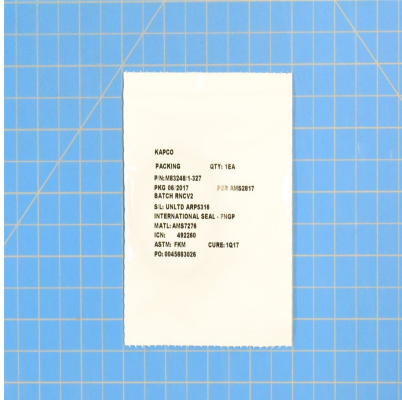 KAPCO
PACKING QTY: 1EA
P/N: M83248/1-327
PKG 06/2017 PER AMS2817
BATCH RNCV2
S/L: UNLTD ARP5316
INTERNATIONAL SEAL - 7NGP
MATL: AMS7276
ICN: 492260
ASTM: FKM CURE: 1Q17
PO: 0045683026